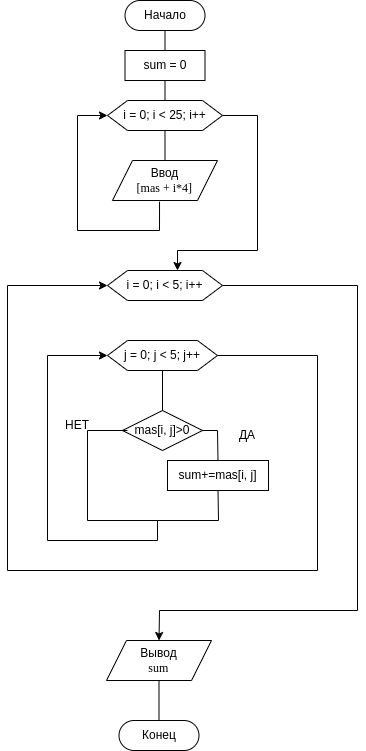 Начало
sum = 0
i = 0; i < 25; i++
Ввод
[mas + i*4]
i = 0; i < 5; i++
j = 0; j < 5; j++
НЕТ
mas[i, j]>0
ДА
sum+=mas[i, j]
Вывод
sum
Конец